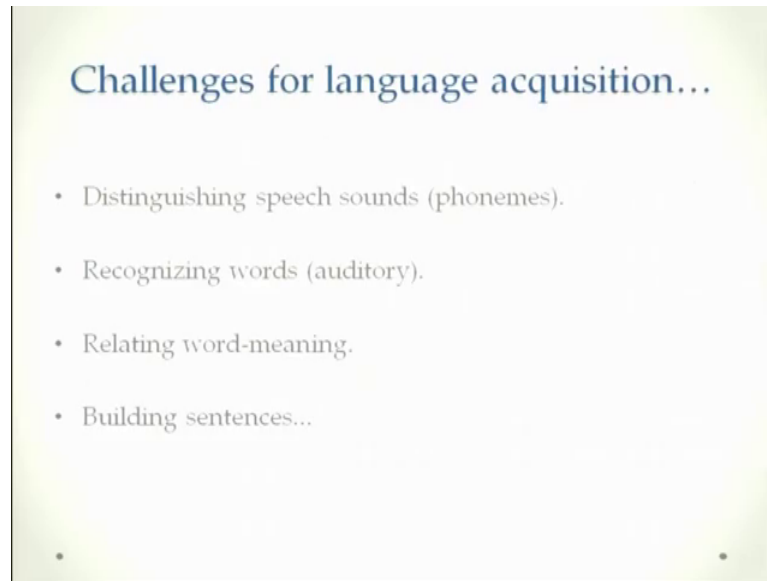 Challenges for language acquisition…
• Distinguishing speech sounds (phonemes).
• Recognizing words (auditory).
• Relating word-meaning.
• Building sentences...